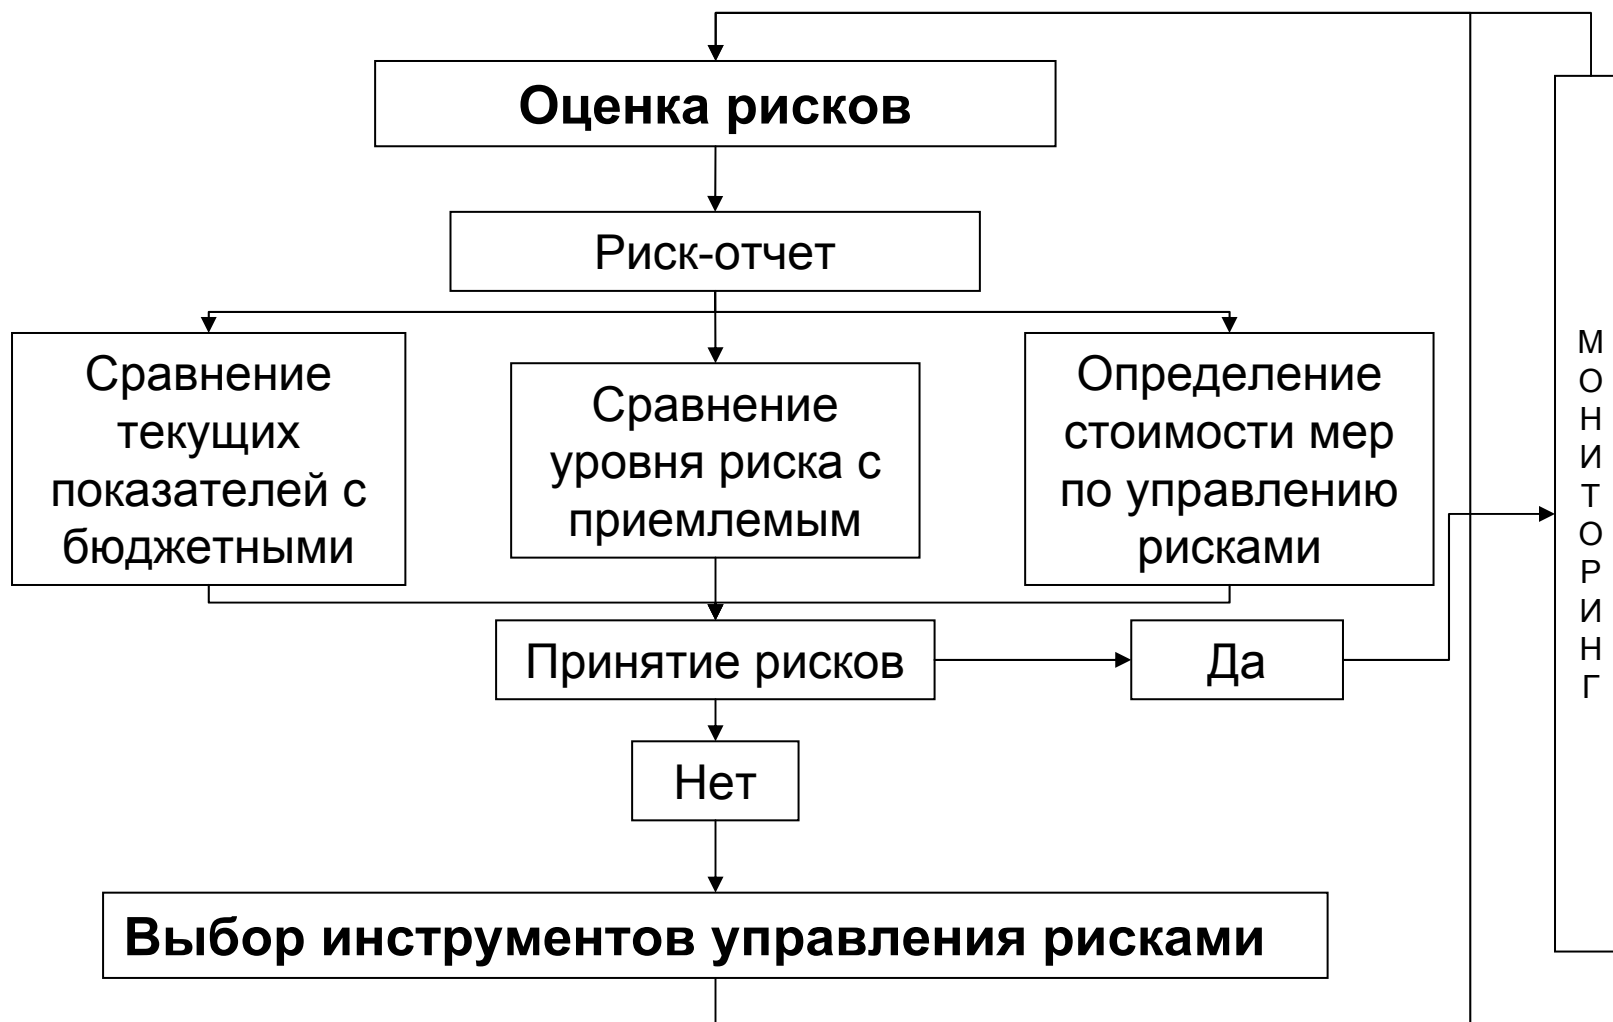 Оценка рисков
Риск-отчет
Сравнение
текущих
показателей с
бюджетными
Сравнение
уровня риска с
приемлемым
Определение
стоимости мер
по управлению
рисками
Принятие рисков
Да
Нет
Выбор инструментов управления рисками
М
О
Н
И
Т
О
Р
И
Н
Г